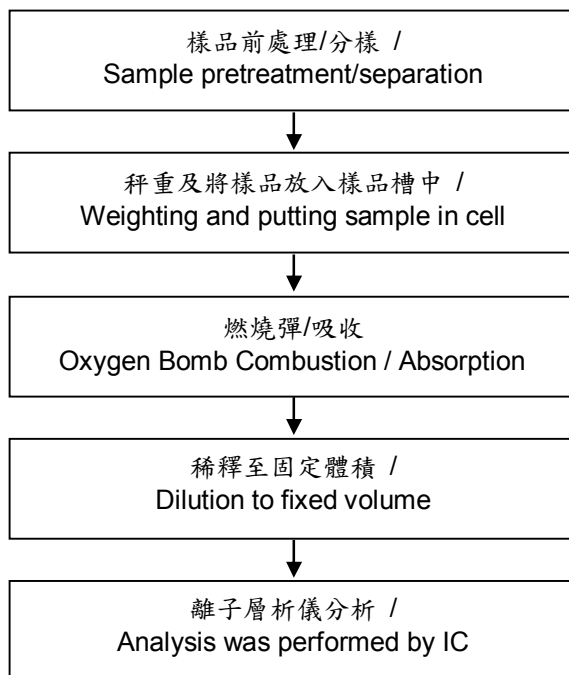 樣品前處理/分樣 /
Sample pretreatment/separation
秤重及將樣品放入樣品槽中 /
Weighting and putting sample in cell
燃燒彈/吸收
Oxygen Bomb Combustion / Absorption
稀釋至固定體積 /
Dilution to fixed volume
離子層析儀分析 /
Analysis was performed by IC